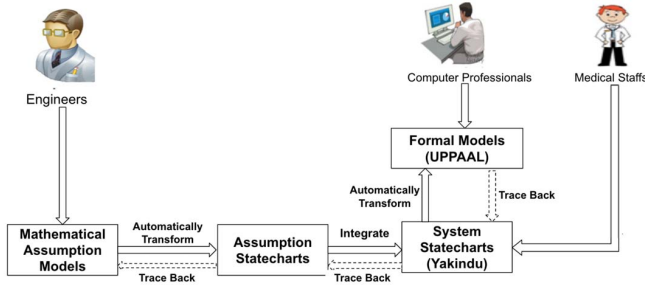 Engineers
Computer Professionals
Medical Staffs
Formal Models
(UPPAAL)
Automatically
Transform
Trace Back
Mathematical
Assumption
Models
Automatically
Transform
Trace Back
Assumption
Statecharts
Integrate
Trace Back
System
Statecharts
(Yakindu)